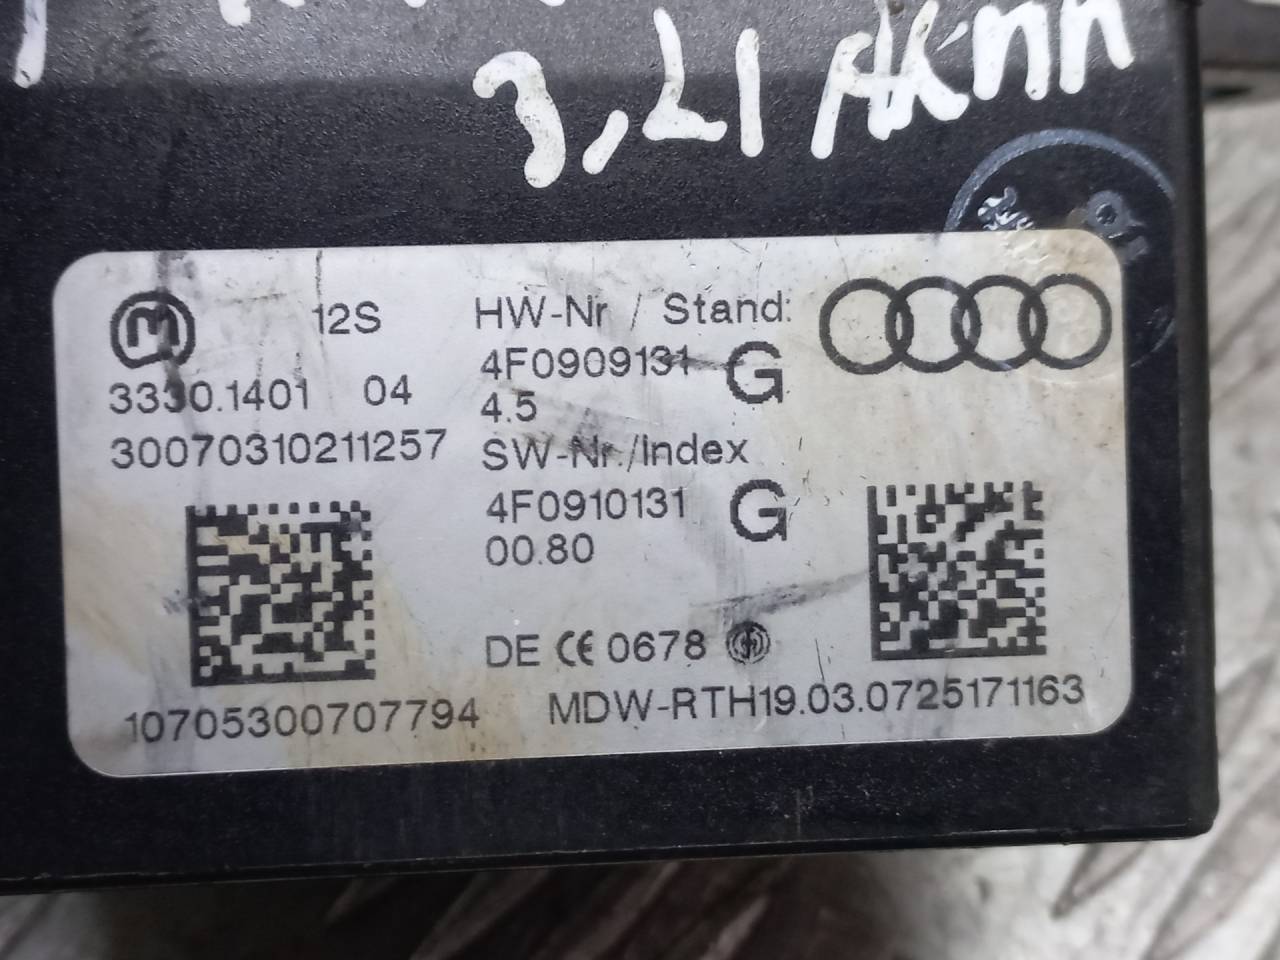 3,2i АКПП
12S
3330.1401 04
30070310211257
HW-Nr / Stand:
4F0909131 G
4.5
SW-Nr./Index
4F0910131 G
00.80
DE CE 0678
10705300707794
MDW-RTH19.03.0725171163